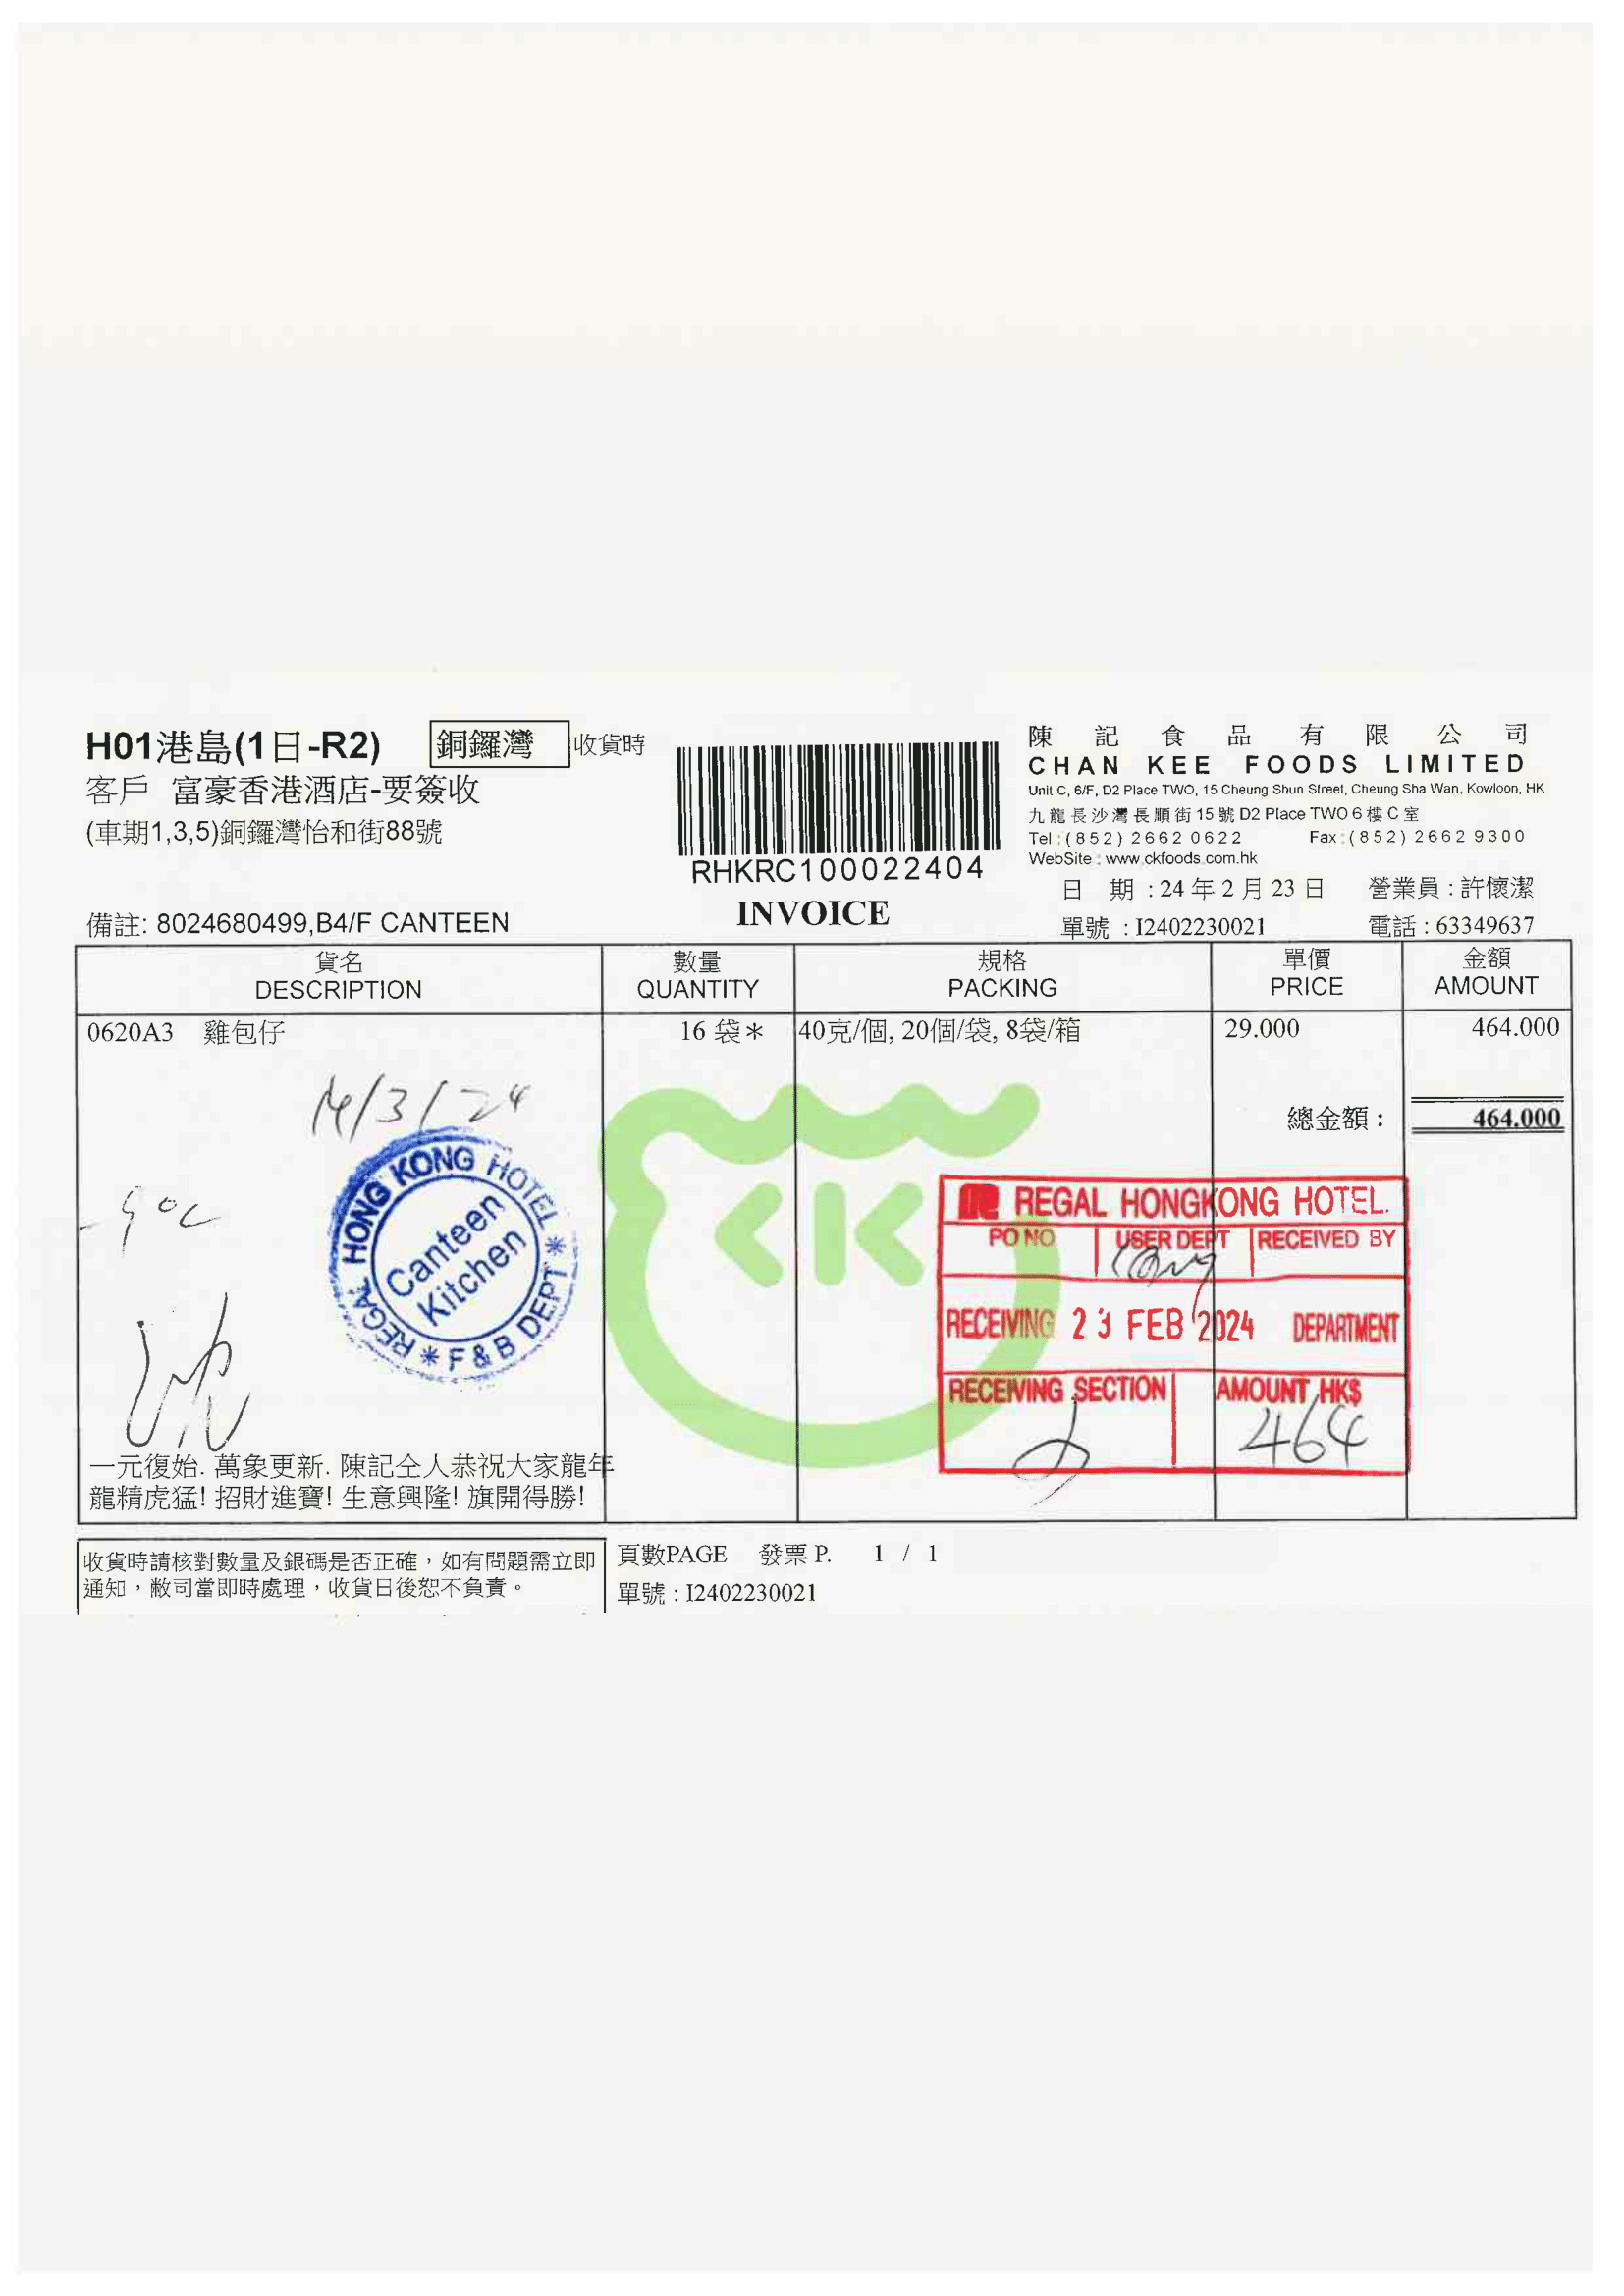 H01港島(1日-R2) 銅鑼灣 收貨時
客戶 富豪香港酒店-要簽收
(車期1,3,5)銅鑼灣怡和街88號
備註: 8024680499,B4/F CANTEEN
RHKRC100022404
INVOICE
陳記食品有限公司
CHAN KEE FOODS LIMITED
Unit C, 6/F, D2 Place TWO, 15 Cheung Shun Street, Cheung Sha Wan, Kowloon, HK
九龍長沙灣長順街15號D2 Place TWO 6樓C室
Tel : (852) 2662 0622 Fax : (852) 2662 9300
WebSite : www.ckfoods.com.hk
日 期 : 24 年 2 月 23 日 營業員 : 許懷潔
單號 : I2402230021 電話 : 63349637
貨名 數量 規格 單價 金額
DESCRIPTION QUANTITY PACKING PRICE AMOUNT
0620A3 雞包仔 16 袋* 40克/個, 20個/袋, 8袋/箱 29.000 464.000
總金額 : 464.000
14/3/24
-9°C
REGAL HONG KONG HOTEL * F & B DEPT *
Canteen
Kitchen
CK
REGAL HONGKONG HOTEL.
PO NO USER DEPT RECEIVED BY
RECEIVING 23 FEB 2024 DEPARTMENT
RECEIVING SECTION AMOUNT HK$
464
一元復始. 萬象更新. 陳記仝人恭祝大家龍年
龍精虎猛! 招財進寶! 生意興隆! 旗開得勝!
收貨時請核對數量及銀碼是否正確，如有問題需立即
通知，敝司當即時處理，收貨日後恕不負責。
頁數PAGE 發票 P. 1 / 1
單號 : I2402230021